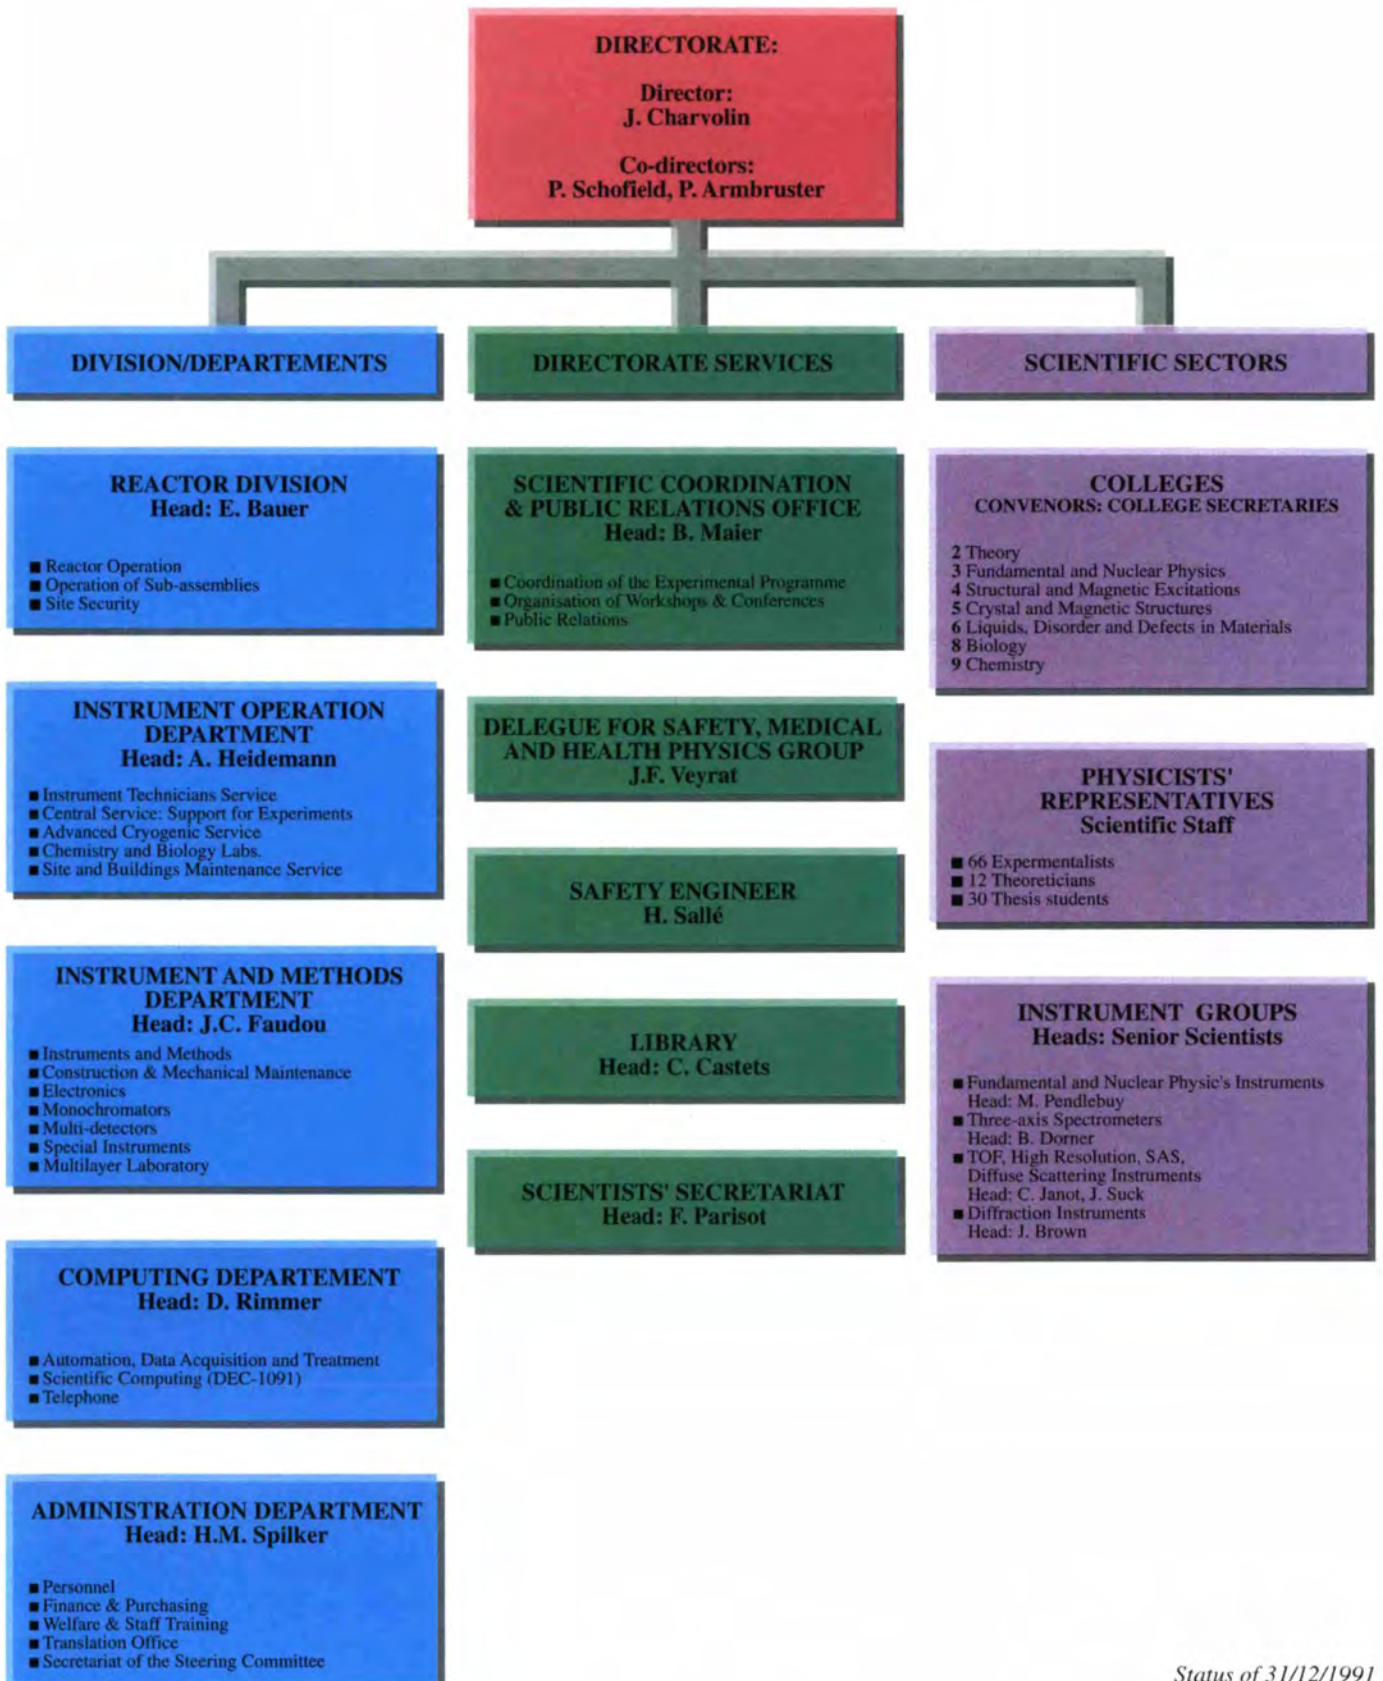 DIRECTORATE:
Director:
J. Charvolin
Co-directors:
P. Schofield, P. Armbruster
DIVISION/DEPARTEMENTS
REACTOR DIVISION
Head: E. Bauer
■ Reactor Operation
■ Operation of Sub-assemblies
■ Site Security
INSTRUMENT OPERATION
DEPARTMENT
Head: A. Heidemann
■ Instrument Technicians Service
■ Central Service: Support for Experiments
■ Advanced Cryogenic Service
■ Chemistry and Biology Labs.
■ Site and Buildings Maintenance Service
INSTRUMENT AND METHODS
DEPARTMENT
Head: J.C. Faudou
■ Instruments and Methods
■ Construction & Mechanical Maintenance
■ Electronics
■ Monochromators
■ Multi-detectors
■ Special Instruments
■ Multilayer Laboratory
COMPUTING DEPARTEMENT
Head: D. Rimmer
■ Automation, Data Acquisition and Treatment
■ Scientific Computing (DEC-1091)
■ Telephone
ADMINISTRATION DEPARTMENT
Head: H.M. Spilker
■ Personnel
■ Finance & Purchasing
■ Welfare & Staff Training
■ Translation Office
■ Secretariat of the Steering Committee
DIRECTORATE SERVICES
SCIENTIFIC COORDINATION
& PUBLIC RELATIONS OFFICE
Head: B. Maier
■ Coordination of the Experimental Programme
■ Organisation of Workshops & Conferences
■ Public Relations
DELEGUE FOR SAFETY, MEDICAL
AND HEALTH PHYSICS GROUP
J.F. Veyrat
SAFETY ENGINEER
H. Sallé
LIBRARY
Head: C. Castets
SCIENTISTS' SECRETARIAT
Head: F. Parisot
SCIENTIFIC SECTORS
COLLEGES
CONVENORS: COLLEGE SECRETARIES
2 Theory
3 Fundamental and Nuclear Physics
4 Structural and Magnetic Excitations
5 Crystal and Magnetic Structures
6 Liquids, Disorder and Defects in Materials
8 Biology
9 Chemistry
PHYSICISTS'
REPRESENTATIVES
Scientific Staff
■ 66 Expermentalists
■ 12 Theoreticians
■ 30 Thesis students
INSTRUMENT GROUPS
Heads: Senior Scientists
■ Fundamental and Nuclear Physic's Instruments
Head: M. Pendlebuy
■ Three-axis Spectrometers
Head: B. Dorner
■ TOF, High Resolution, SAS,
Diffuse Scattering Instruments
Head: C. Janot, J. Suck
■ Diffraction Instruments
Head: J. Brown
Status of 31/12/1991